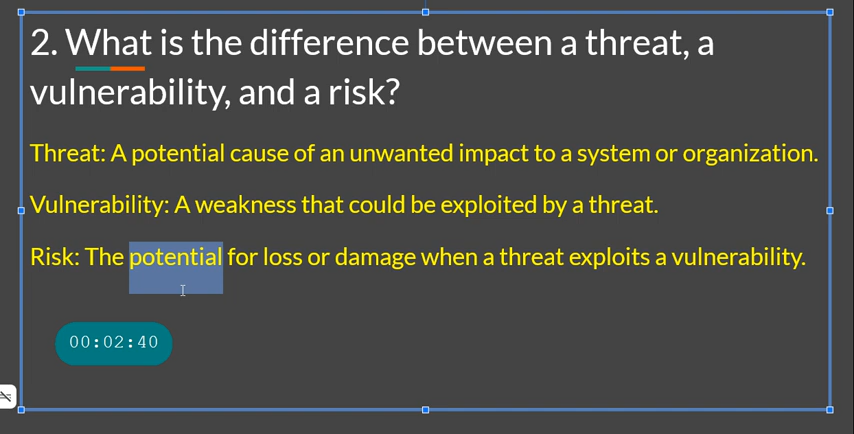 2. What is the difference between a threat, a
vulnerability, and a risk?
Threat: A potential cause of an unwanted impact to a system or organization.
Vulnerability: A weakness that could be exploited by a threat.
Risk: The potential for loss or damage when a threat exploits a vulnerability.
00:02:40